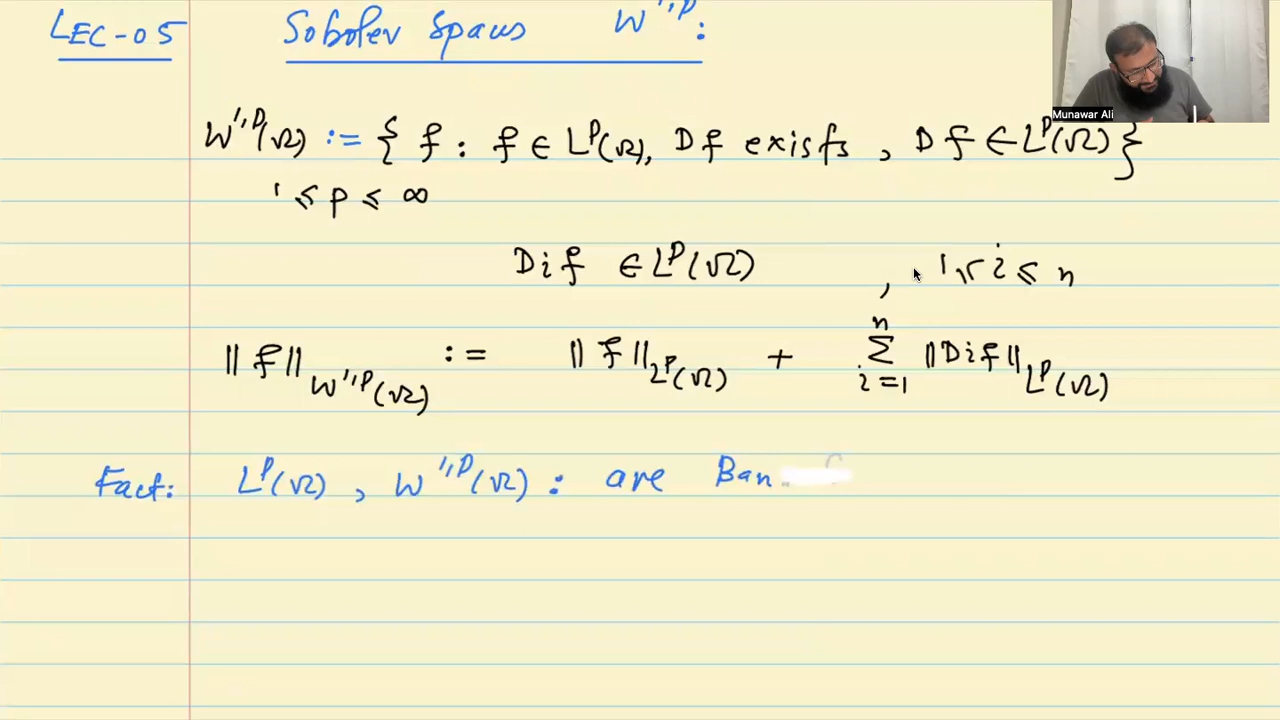 LEC-05 Sobolev Spaces W^{1,p}:
Munawar Ali
W^{1,p}(Ω) := { f : f ∈ L^p(Ω), Df exists, Df ∈ L^p(Ω) }
1 ≤ p ≤ ∞
D_i f ∈ L^p(Ω) , 1 ≤ i ≤ n
||f||_{W^{1,p}(Ω)} := ||f||_{L^p(Ω)} + Σ_{i=1}^{n} ||D_i f||_{L^p(Ω)}
Fact: L^p(Ω), W^{1,p}(Ω): are Ban